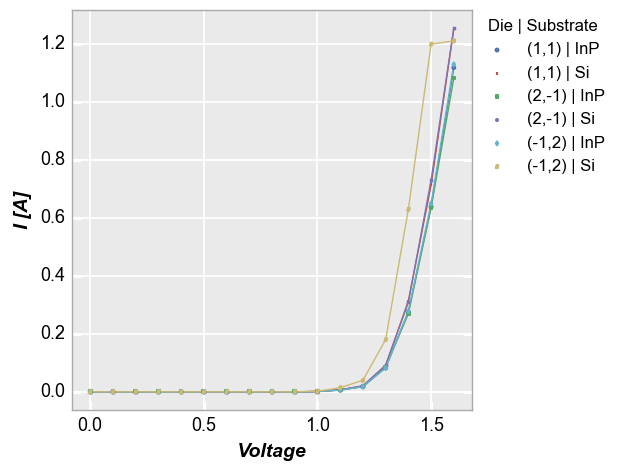 Die | Substrate
(1,1) | InP
(1,1) | Si
(2,-1) | InP
(2,-1) | Si
(-1,2) | InP
(-1,2) | Si
I [A]
1.2
1.0
0.8
0.6
0.4
0.2
0.0
0.0 0.5 1.0 1.5
Voltage